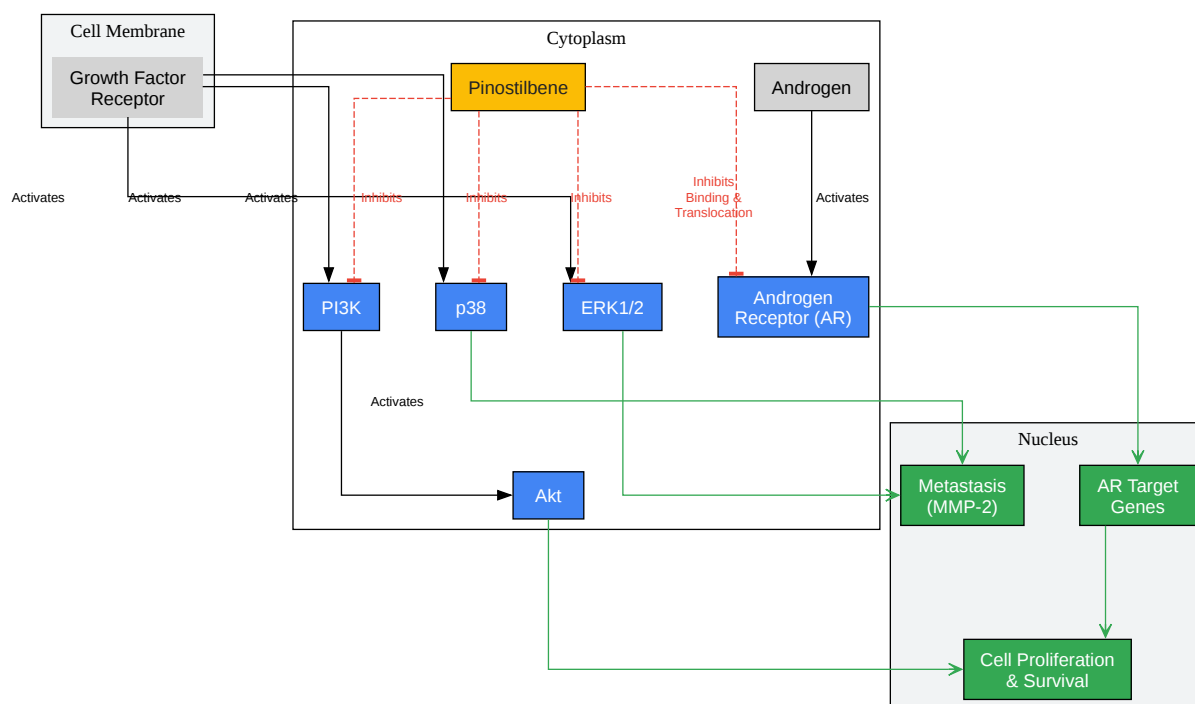 Cell Membrane
Growth Factor
Receptor
Cytoplasm
Pinostilbene
Androgen
Activates
Activates
Activates
Inhibits
Inhibits
Inhibits
Inhibits
Binding &
Translocation
Activates
PI3K
p38
ERK1/2
Androgen
Receptor (AR)
Activates
Akt
Nucleus
Metastasis
(MMP-2)
AR Target
Genes
Cell Proliferation
& Survival